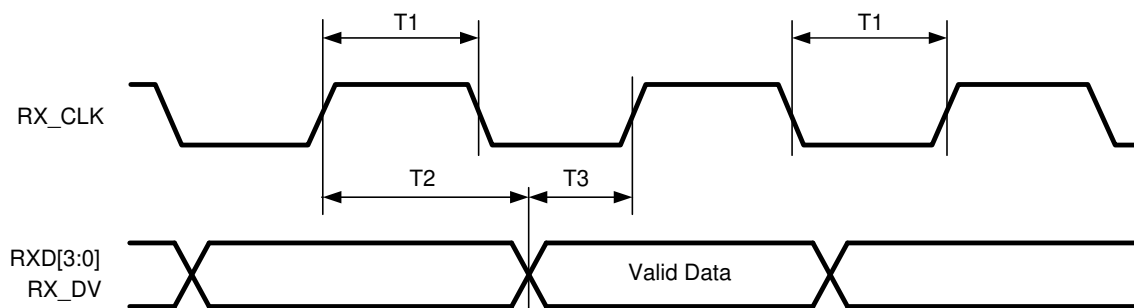 T1
T1
RX_CLK
T2
T3
RXD[3:0]
RX_DV
Valid Data